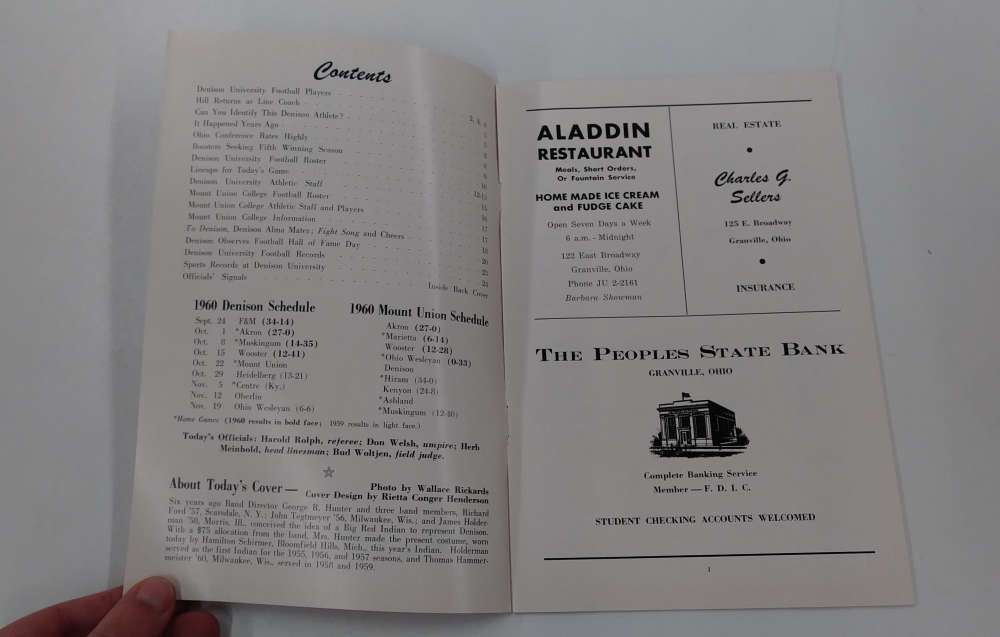 Contents
Denison University Football Players
Hill Returns as Line Coach
Can You Identify This Denison Athlete?
It Happened Years Ago
Ohio Conference Rates Highly
Boosters Seeking Fifth Winning Season
Denison University Football Roster
Lineups for Today's Game
Denison University Athletic Staff
Mount Union College Football Roster
Mount Union College Athletic Staff and Players
Mount Union College Information
To Denison, Denison Alma Mater; Fight Song and Cheers
Denison Observes Football Hall of Fame Day
Denison University Football Records
Sports Records at Denison University
Officials' Signals Inside Back Cover
1960 Denison Schedule
Sept. 24 F&M (34-14)
Oct. 1 *Akron (27-0)
Oct. 8 *Muskingum (14-35)
Oct. 15 Wooster (12-41)
Oct. 22 *Mount Union
Oct. 29 Heidelberg (13-21)
Nov. 5 *Centre (Ky.)
Nov. 12 Oberlin
Nov. 19 Ohio Wesleyan (6-6)
1960 Mount Union Schedule
Akron (27-0)
*Marietta (6-14)
Wooster (12-28)
*Ohio Wesleyan (0-33)
Denison
*Hiram (34-0)
Kenyon (24-8)
*Ashland
*Muskingum
*Home Games (1960 results in bold face; 1959 results in light face.)
Today's Officials: Harold Rolph, referee; Don Welsh, umpire; Herb
Meinhold, head linesman; Bud Woltjen, field judge.
About Today's Cover —
Photo by Wallace Rickards
Cover Design by Rietta Conger Henderson
Six years ago Band Director George R. Hunter and three band members, Richard
Ford '57, Scarsdale, N. Y.; John Tegtmeyer '56, Milwaukee, Wis.; and James Holder-
man '58, Morris, Ill., conceived the idea of a Big Red Indian to represent Denison.
With a $75 allocation from the band, Mrs. Hunter made the present costume, worn
today by Hamilton Schirmer, Bloomfield Hills, Mich., this year's Indian. Holderman
served as the first Indian for the 1955, 1956, and 1957 seasons, and Thomas Hammer-
meister '60, Milwaukee, Wis., served in 1958 and 1959.
ALADDIN
RESTAURANT
Meals, Short Orders,
Or Fountain Service
HOME MADE ICE CREAM
and FUDGE CAKE
Open Seven Days a Week
6 a.m. - Midnight
122 East Broadway
Granville, Ohio
Phone JU 2-2161
Barbara Showman
REAL ESTATE
Charles G.
Sellers
125 E. Broadway
Granville, Ohio
INSURANCE
THE PEOPLES STATE BANK
GRANVILLE, OHIO
Complete Banking Service
Member — F. D. I. C.
STUDENT CHECKING ACCOUNTS WELCOMED
1